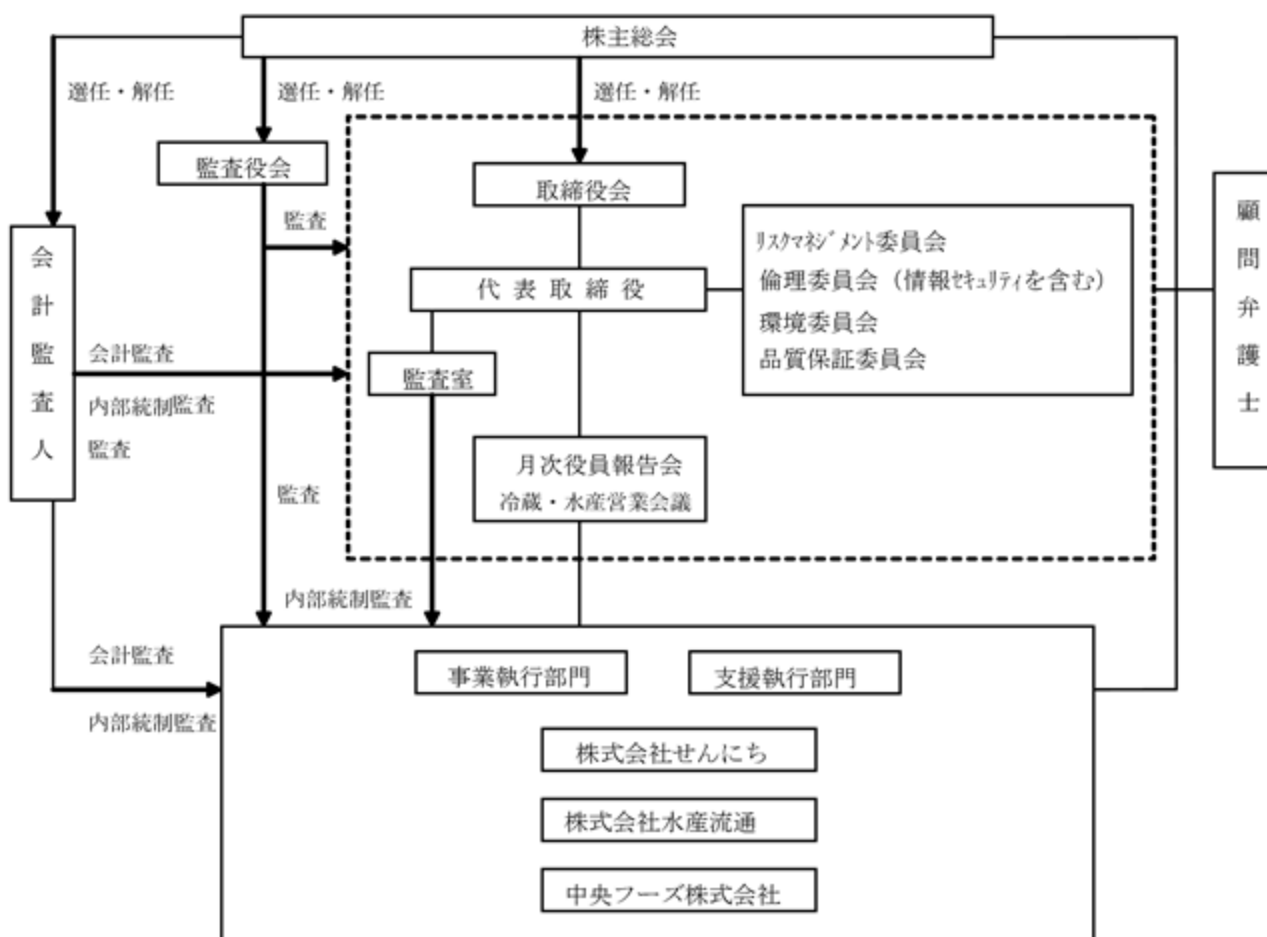 株主総会
選任・解任
選任・解任
選任・解任
監査役会
取締役会
顧問弁護士
監査
リスクマネジメント委員会
倫理委員会（情報セキュリティを含む）
環境委員会
品質保証委員会
会計監査人
代表取締役
会計監査
内部統制監査
監査
監査室
月次役員報告会
冷蔵・水産営業会議
監査
内部統制監査
会計監査
内部統制監査
事業執行部門
支援執行部門
株式会社せんにち
株式会社水産流通
中央フーズ株式会社